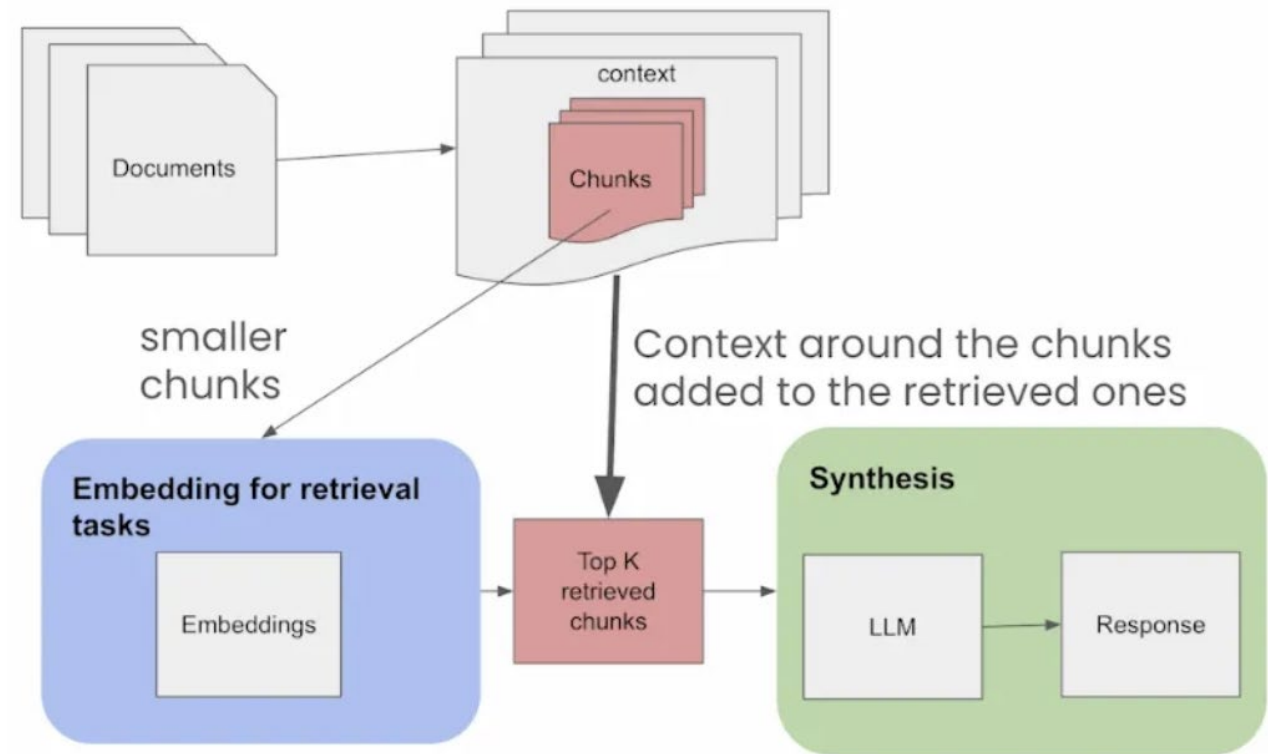 context
Documents
Chunks
smaller
chunks
Context around the chunks
added to the retrieved ones
Embedding for retrieval
tasks
Embeddings
Top K
retrieved
chunks
Synthesis
LLM
Response